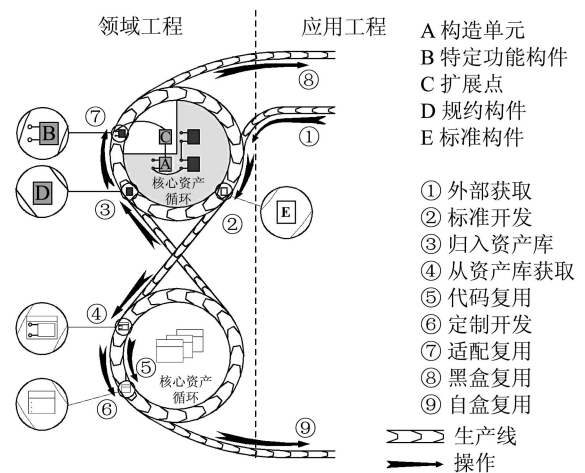 领域工程
应用工程
A 构造单元
B 特定功能构件
C 扩展点
D 规约构件
E 标准构件
⑧
⑦
B
C
①
A
核心资产
循环
D
③
②
E
① 外部获取
② 标准开发
③ 归入资产库
④ 从资产库获取
⑤ 代码复用
⑥ 定制开发
⑦ 适配复用
⑧ 黑盒复用
⑨ 白盒复用
④
⑤
核心资产
循环
⑥
⑨
生产线
操作